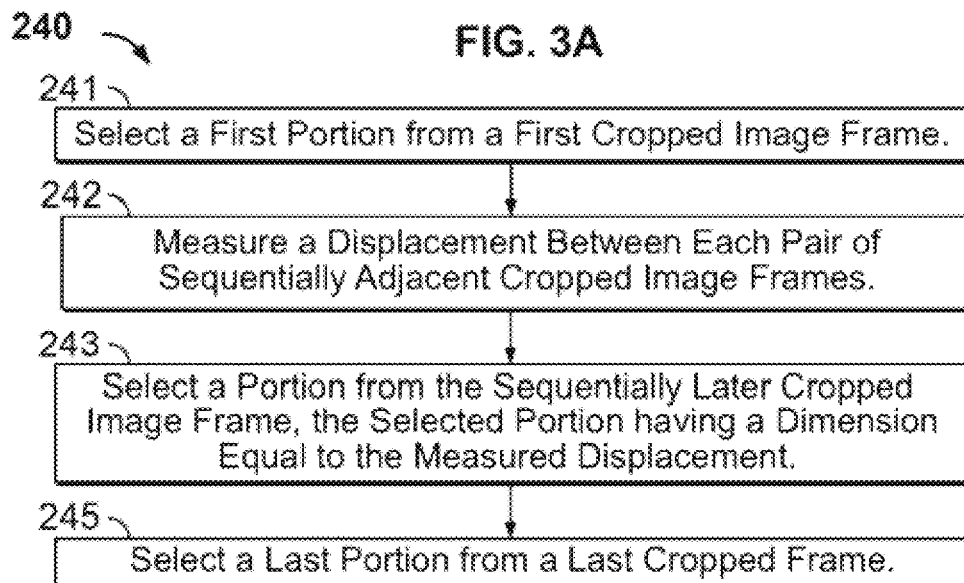 240
FIG. 3A
241
Select a First Portion from a First Cropped Image Frame.
242
Measure a Displacement Between Each Pair of
Sequentially Adjacent Cropped Image Frames.
243
Select a Portion from the Sequentially Later Cropped
Image Frame, the Selected Portion having a Dimension
Equal to the Measured Displacement.
245
Select a Last Portion from a Last Cropped Frame.